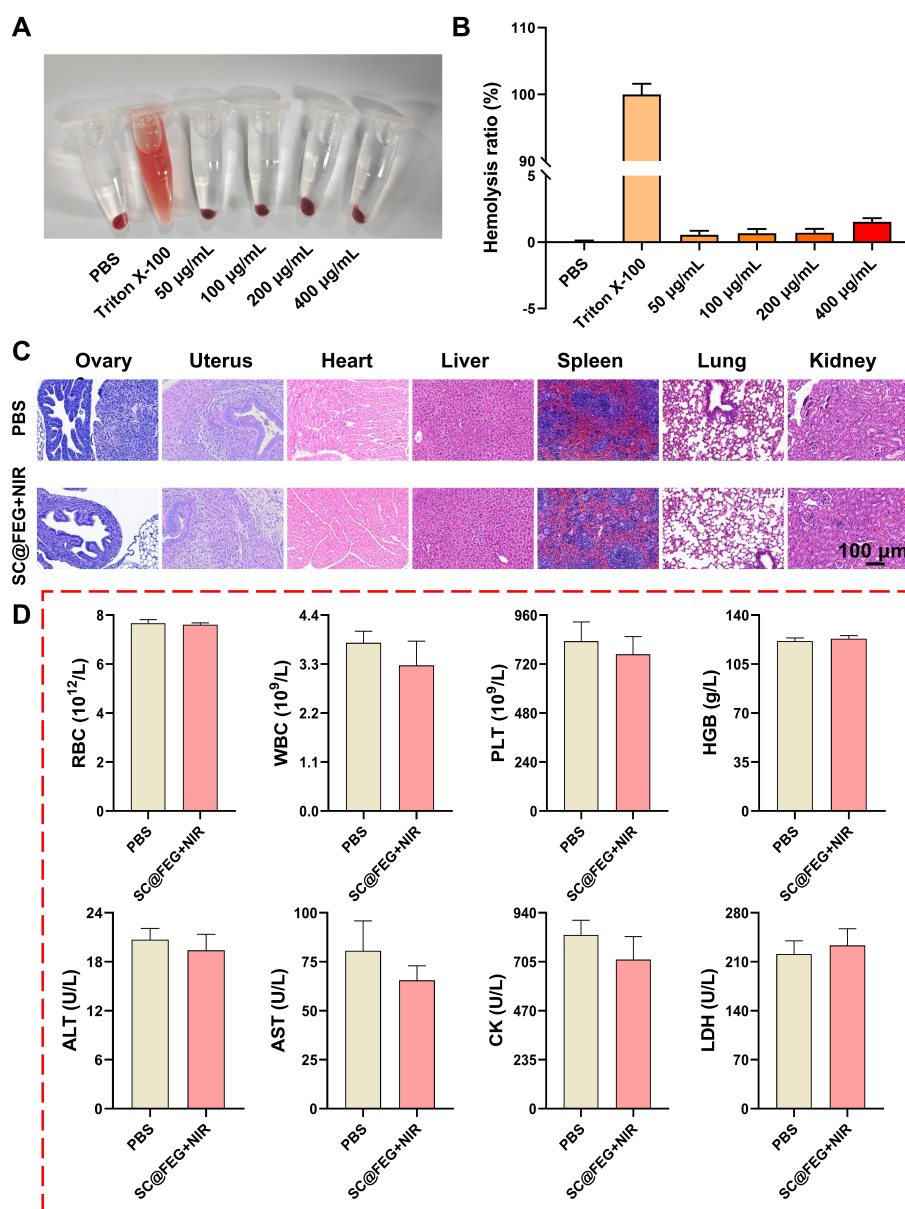 A
PBS
Triton X-100
50 μg/mL
100 μg/mL
200 μg/mL
400 μg/mL
B
Hemolysis ratio (%)
110
100
90
5
0
-5
PBS
Triton X-100
50 μg/mL
100 μg/mL
200 μg/mL
400 μg/mL
C
Ovary Uterus Heart Liver Spleen Lung Kidney
PBS
SC@FEG+NIR
100 μm
D
RBC (10¹²/L)
8
6
4
2
0
PBS
SC@FEG+NIR
WBC (10⁹/L)
4.4
3.3
2.2
1.1
0.0
PBS
SC@FEG+NIR
PLT (10⁹/L)
960
720
480
240
0
PBS
SC@FEG+NIR
HGB (g/L)
140
105
70
35
0
PBS
SC@FEG+NIR
ALT (U/L)
24
18
12
6
0
PBS
SC@FEG+NIR
AST (U/L)
100
75
50
25
0
PBS
SC@FEG+NIR
CK (U/L)
940
705
470
235
0
PBS
SC@FEG+NIR
LDH (U/L)
280
210
140
70
0
PBS
SC@FEG+NIR